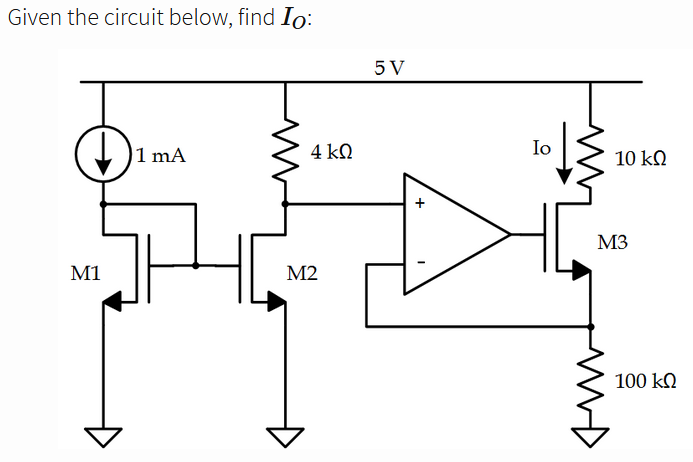 Given the circuit below, find I_O:
5 V
1 mA
4 kΩ
Io
10 kΩ
+
M3
M1
M2
-
100 kΩ